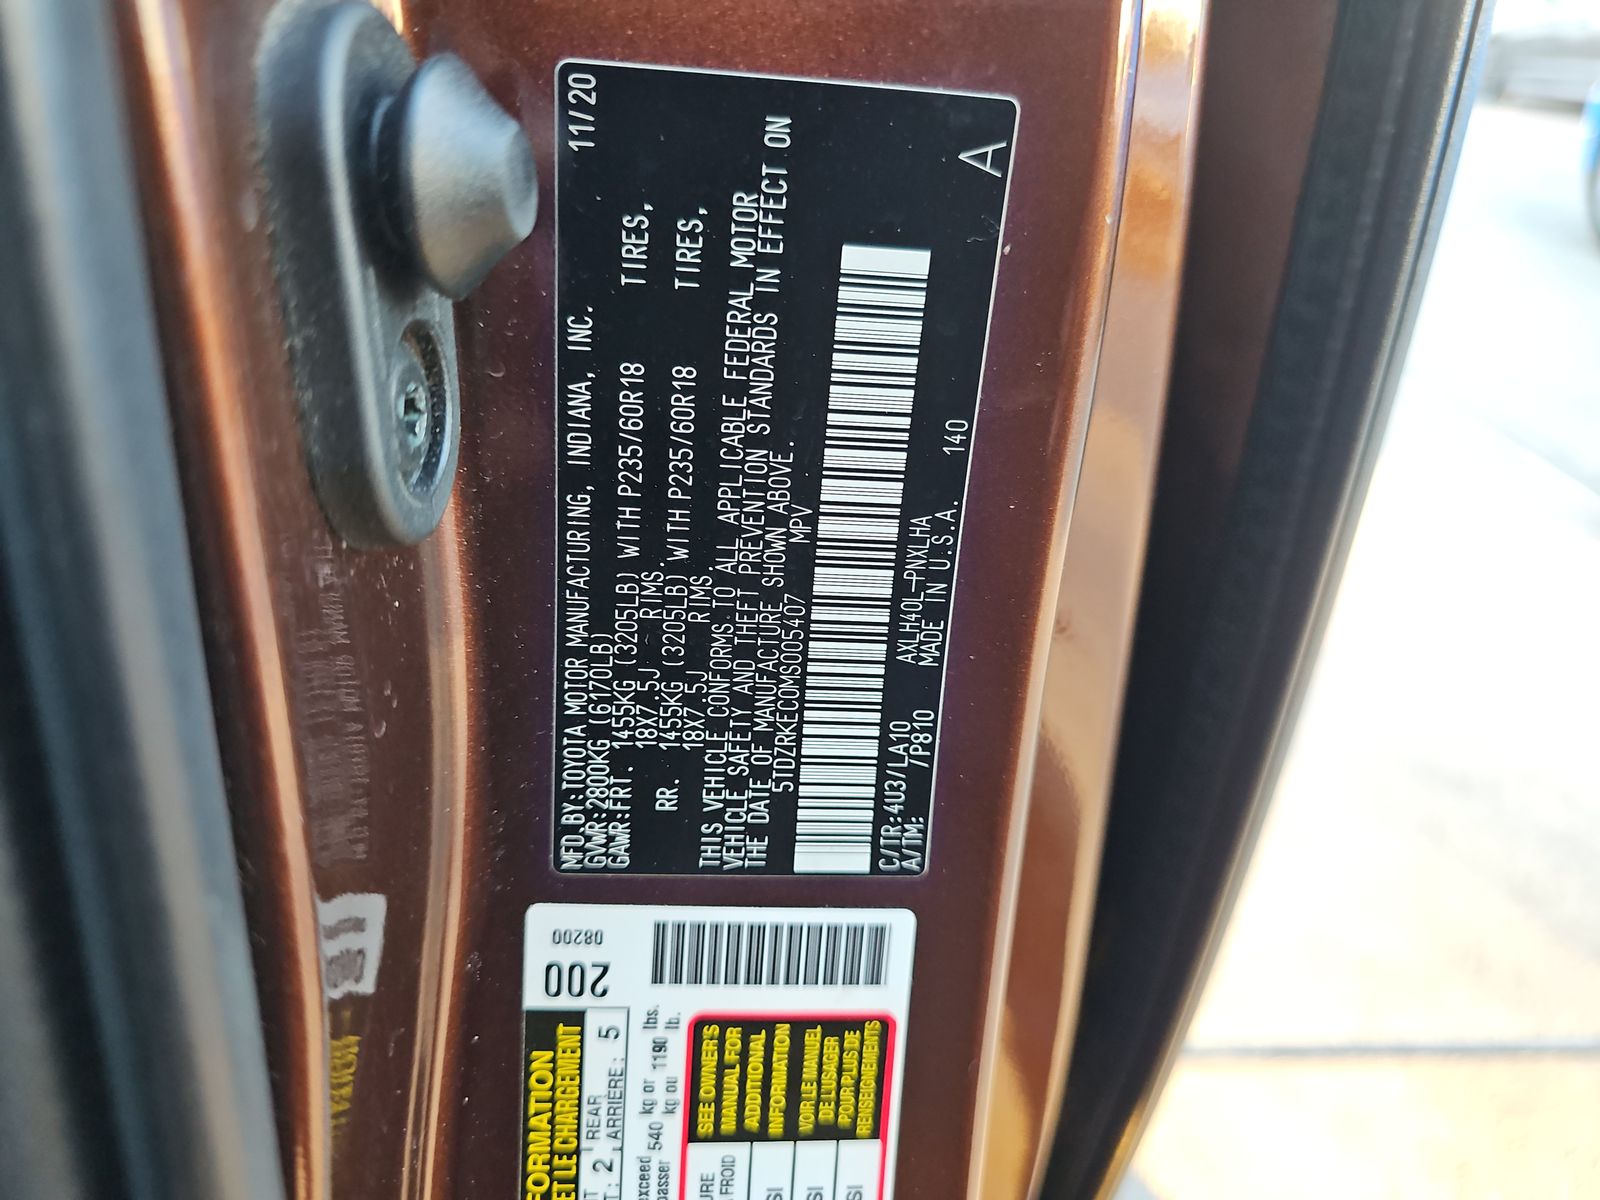 MFD.BY:TOYOTA MOTOR MANUFACTURING, INDIANA, INC. 11/20
GVWR:2800KG (6170LB)
GAWR:FRT. 1455KG (3205LB) WITH P235/60R18 TIRES,
18X7.5J RIMS.
RR. 1455KG (3205LB) WITH P235/60R18 TIRES,
18X7.5J RIMS.
THIS VEHICLE CONFORMS TO ALL APPLICABLE FEDERAL MOTOR
VEHICLE SAFETY AND THEFT PREVENTION STANDARDS IN EFFECT ON
THE DATE OF MANUFACTURE SHOWN ABOVE.
5TDZRKEC0MS005407 MPV
C/TR:4U3/LA10 AXLH40L-PNXLHA 140
A/TM: /P810 MADE IN U.S.A.
A
08200
200
FORMATION
ET LE CHARGEMENT
2 REAR
ARRIERE: 5
exceed 540 kg or 1190 lbs.
passer kg ou lb.
SEE OWNER'S
MANUAL FOR
ADDITIONAL
INFORMATION
VOIR LE MANUEL
DE L'USAGER
POUR PLUS DE
RENSEIGNEMENTS
FROID